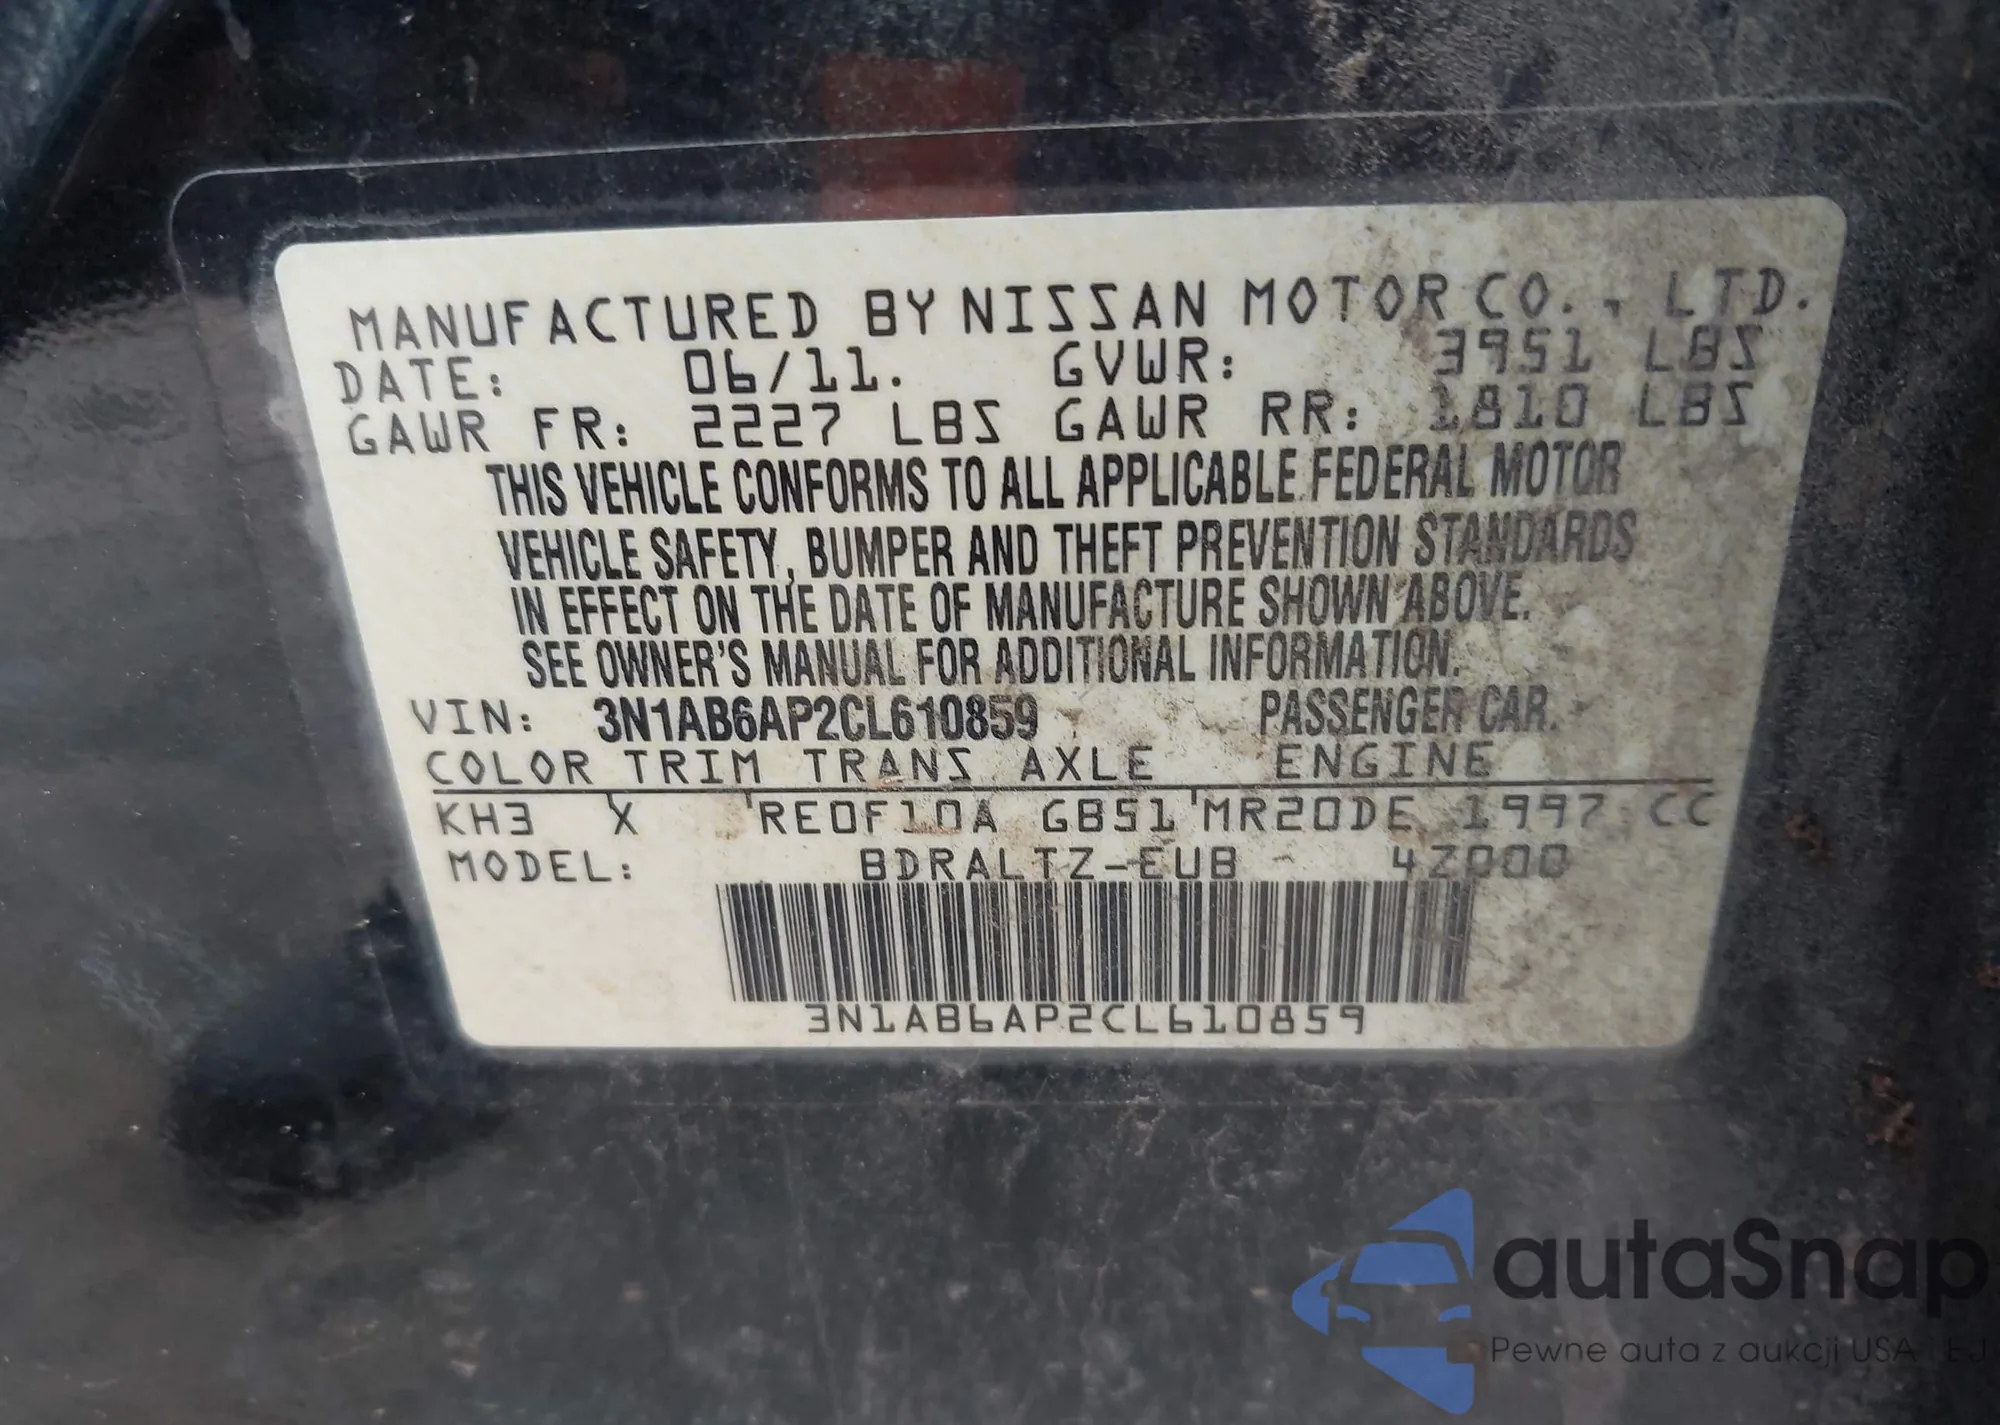 MANUFACTURED BY NISSAN MOTOR CO., LTD.
DATE: 06/11. GVWR: 3951 LBS
GAWR FR: 2227 LBS GAWR RR: 1810 LBS
THIS VEHICLE CONFORMS TO ALL APPLICABLE FEDERAL MOTOR
VEHICLE SAFETY, BUMPER AND THEFT PREVENTION STANDARDS
IN EFFECT ON THE DATE OF MANUFACTURE SHOWN ABOVE.
SEE OWNER'S MANUAL FOR ADDITIONAL INFORMATION.
VIN: 3N1AB6AP2CL610859 PASSENGER CAR.
COLOR TRIM TRANS AXLE ENGINE
KH3 X RE0F10A GB51 MR20DE 1997 CC
MODEL: BDRALTZ-EUB - 4Z000
3N1AB6AP2CL610859
autaSnap
Pewne auta z aukcji USA i EJ